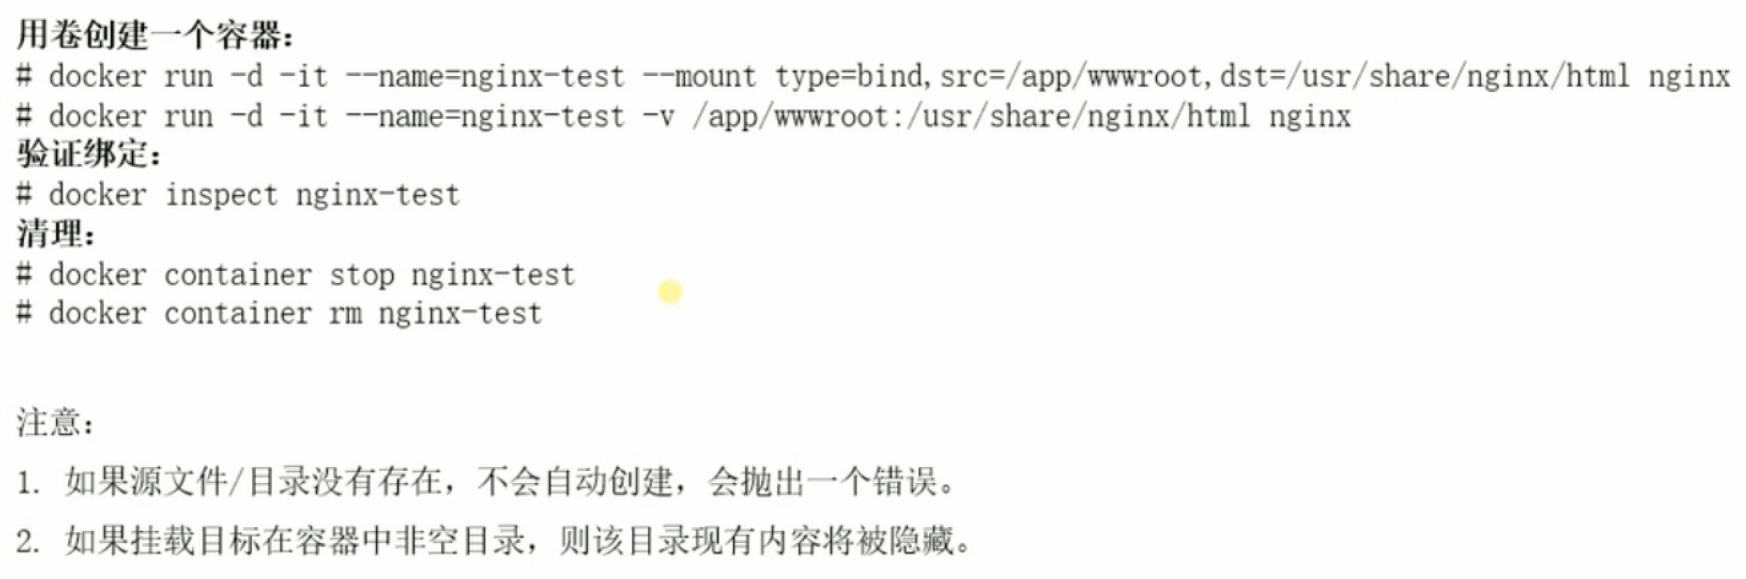 用卷创建一个容器：
# docker run -d -it --name=nginx-test --mount type=bind,src=/app/wwwroot,dst=/usr/share/nginx/html nginx
# docker run -d -it --name=nginx-test -v /app/wwwroot:/usr/share/nginx/html nginx
验证绑定：
# docker inspect nginx-test
清理：
# docker container stop nginx-test
# docker container rm nginx-test
注意：
1. 如果源文件/目录没有存在，不会自动创建，会抛出一个错误。
2. 如果挂载目标在容器中非空目录，则该目录现有内容将被隐藏。